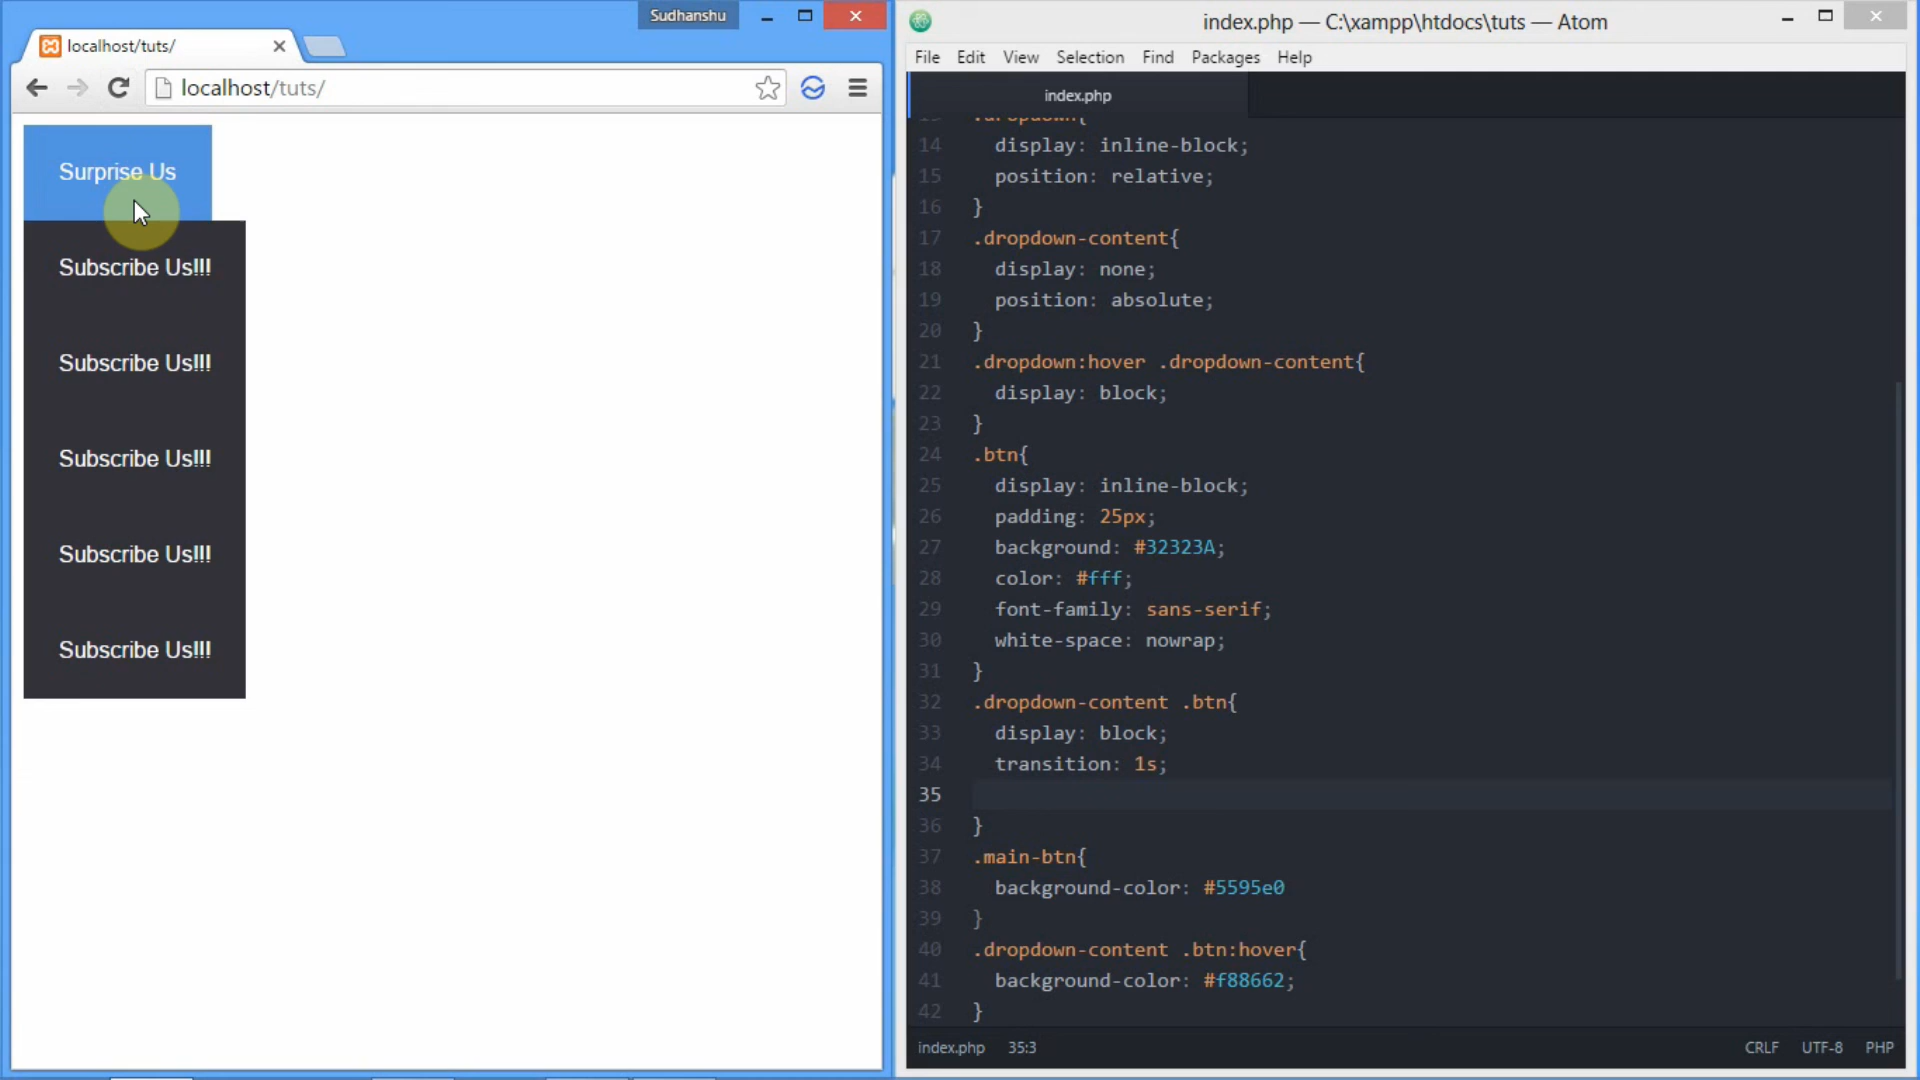 Sudhanshu
localhost/tuts/
localhost/tuts/
Surprise Us
Subscribe Us!!!
Subscribe Us!!!
Subscribe Us!!!
Subscribe Us!!!
Subscribe Us!!!
index.php — C:\xampp\htdocs\tuts — Atom
File Edit View Selection Find Packages Help
index.php
13 .dropdown{
14 display: inline-block;
15 position: relative;
16 }
17 .dropdown-content{
18 display: none;
19 position: absolute;
20 }
21 .dropdown:hover .dropdown-content{
22 display: block;
23 }
24 .btn{
25 display: inline-block;
26 padding: 25px;
27 background: #32323A;
28 color: #fff;
29 font-family: sans-serif;
30 white-space: nowrap;
31 }
32 .dropdown-content .btn{
33 display: block;
34 transition: 1s;
35
36 }
37 .main-btn{
38 background-color: #5595e0
39 }
40 .dropdown-content .btn:hover{
41 background-color: #f88662;
42 }
index.php 35:3 CRLF UTF-8 PHP